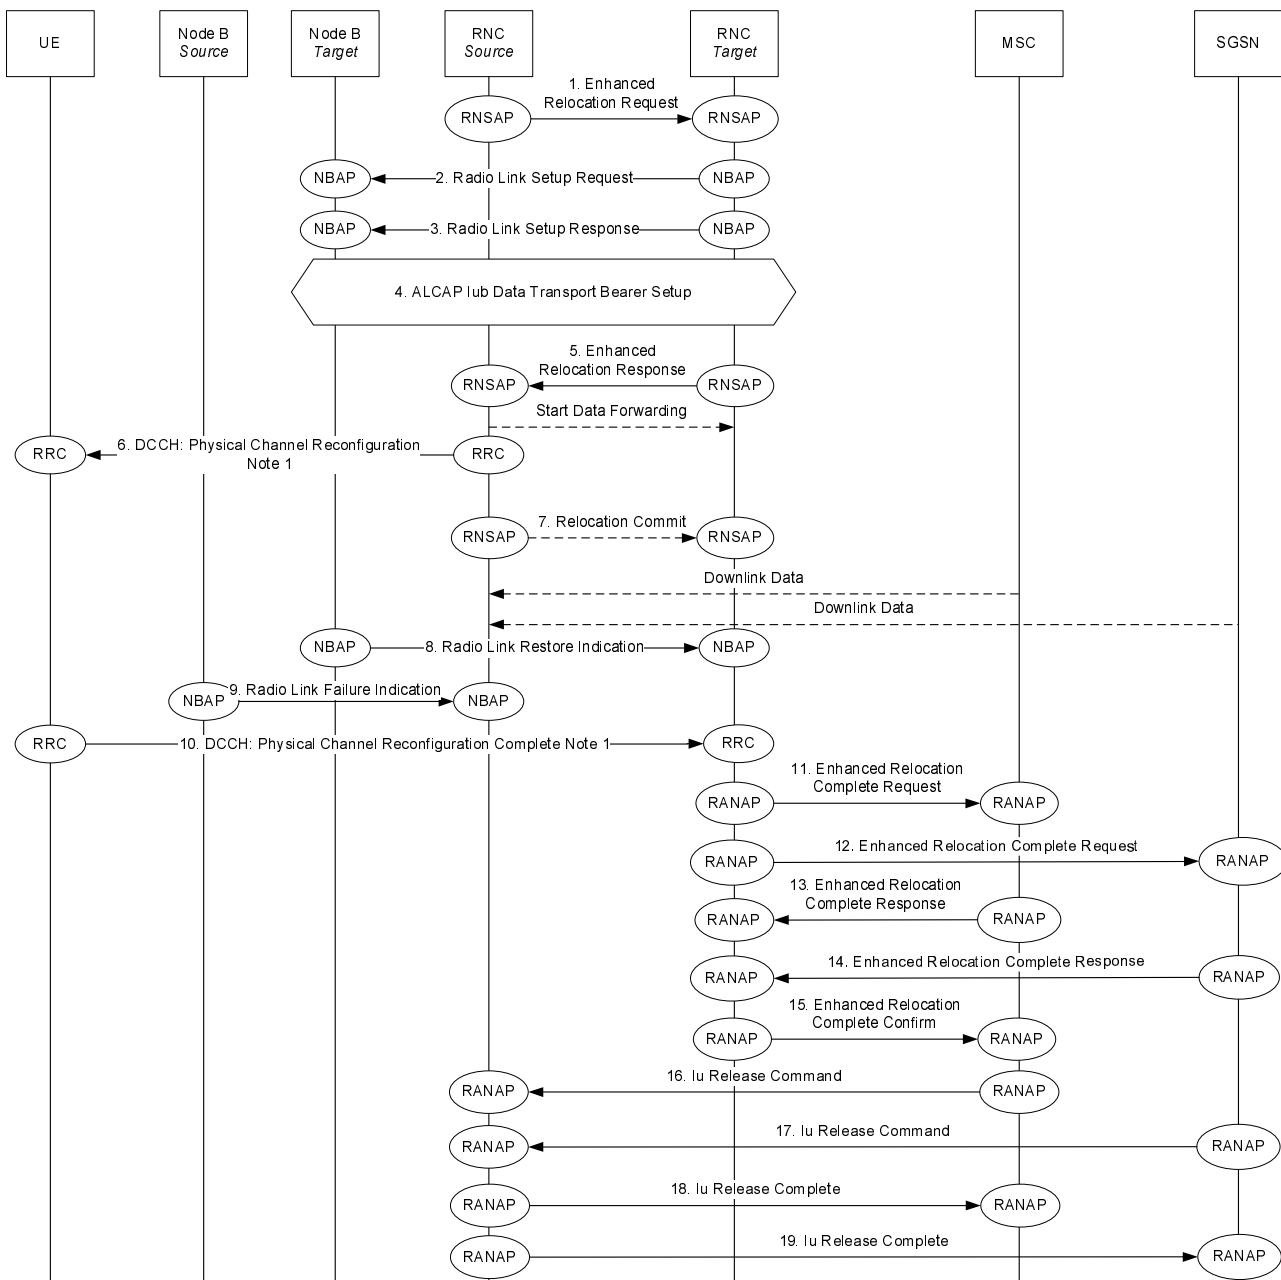 UE
Node B
Source
Node B
Target
RNC
Source
RNC
Target
MSC
SGSN
1. Enhanced
Relocation Request
RNSAP
RNSAP
NBAP
2. Radio Link Setup Request
NBAP
NBAP
3. Radio Link Setup Response
NBAP
4. ALCAP Iub Data Transport Bearer Setup
5. Enhanced
Relocation Response
RNSAP
RNSAP
Start Data Forwarding
RRC
6. DCCH: Physical Channel Reconfiguration
Note 1
RRC
RNSAP
7. Relocation Commit
RNSAP
Downlink Data
Downlink Data
NBAP
8. Radio Link Restore Indication
NBAP
NBAP
9. Radio Link Failure Indication
NBAP
RRC
10. DCCH: Physical Channel Reconfiguration Complete Note 1
RRC
11. Enhanced Relocation
Complete Request
RANAP
RANAP
12. Enhanced Relocation Complete Request
RANAP
RANAP
13. Enhanced Relocation
Complete Response
RANAP
RANAP
14. Enhanced Relocation Complete Response
RANAP
RANAP
15. Enhanced Relocation
Complete Confirm
RANAP
RANAP
16. Iu Release Command
RANAP
RANAP
17. Iu Release Command
RANAP
RANAP
18. Iu Release Complete
RANAP
RANAP
19. Iu Release Complete
RANAP
RANAP